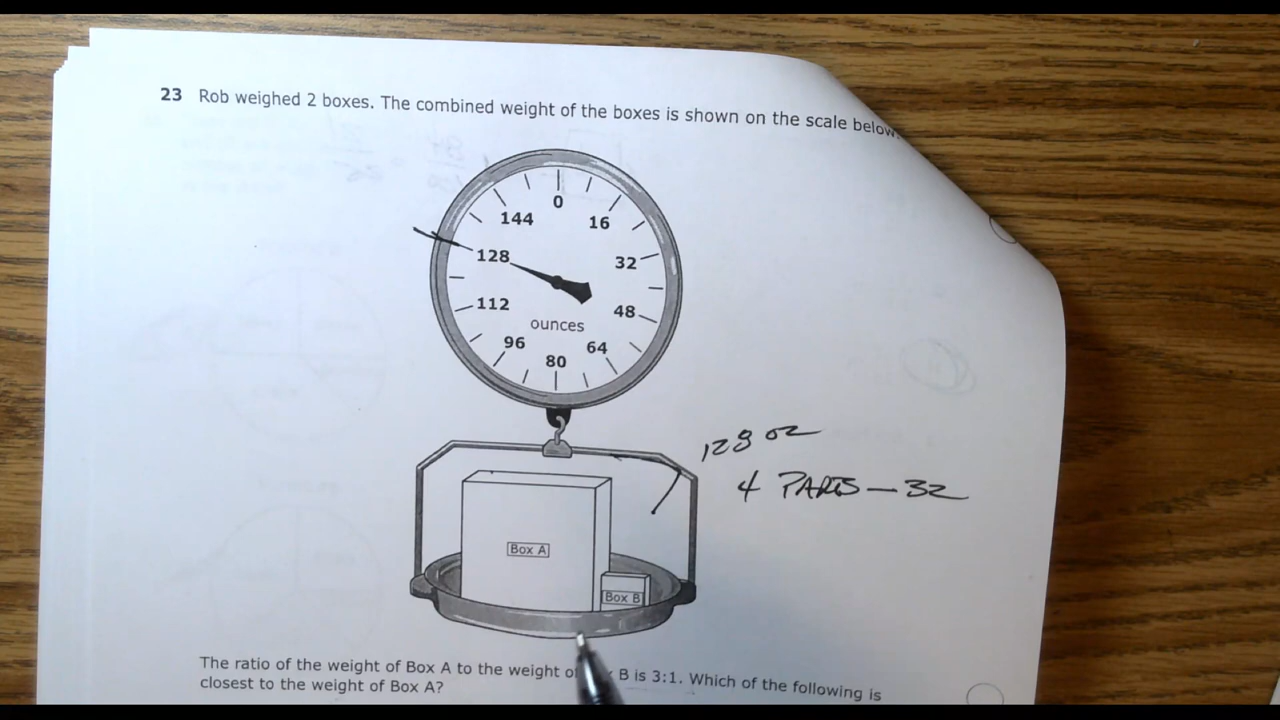 23 Rob weighed 2 boxes. The combined weight of the boxes is shown on the scale below.
0
144 16
128 32
112 48
ounces
96 64
80
128 oz
4 PARTS — 32
Box A
Box B
The ratio of the weight of Box A to the weight of B is 3:1. Which of the following is
closest to the weight of Box A?